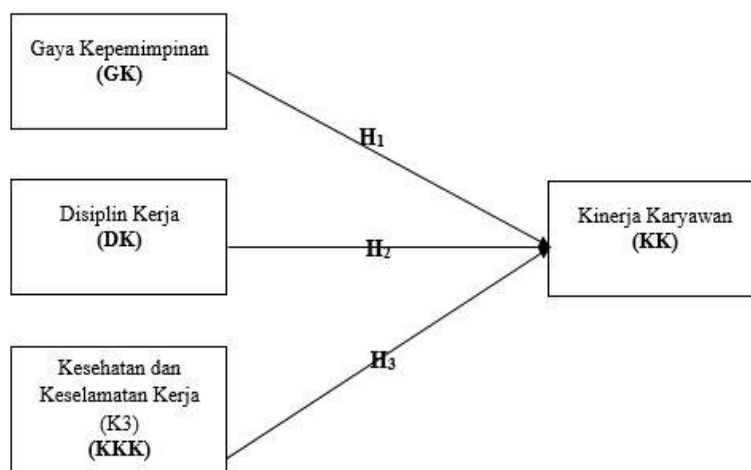 Gaya Kepemimpinan
(GK)
H₁
Disiplin Kerja
(DK)
H₂
Kinerja Karyawan
(KK)
Kesehatan dan
Keselamatan Kerja
(K3)
(KKK)
H₃